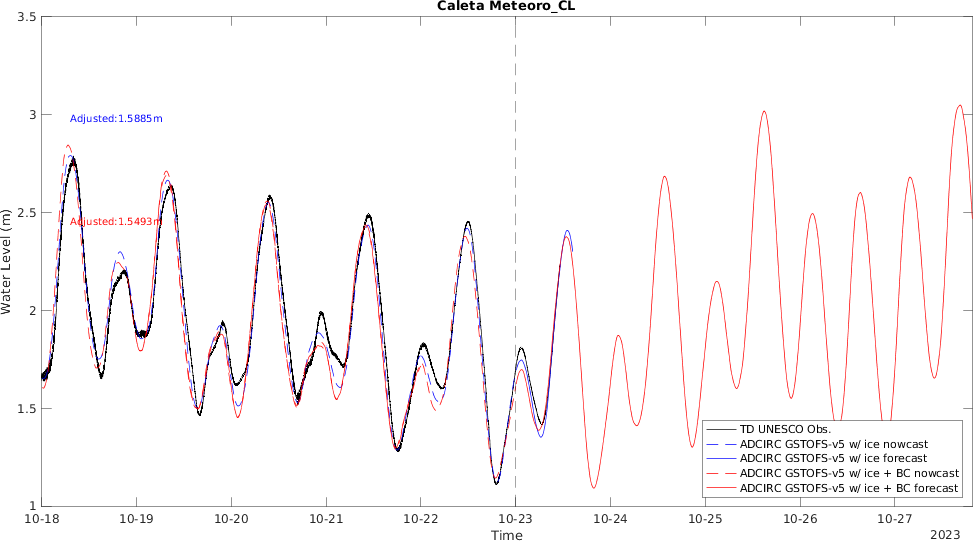 Caleta Meteoro_CL
3.5
3
2.5
2
1.5
1
Water Level (m)
Adjusted:1.5885m
Adjusted:1.5493m
TD UNESCO Obs.
ADCIRC GSTOFS-v5 w/ ice nowcast
ADCIRC GSTOFS-v5 w/ ice forecast
ADCIRC GSTOFS-v5 w/ ice + BC nowcast
ADCIRC GSTOFS-v5 w/ ice + BC forecast
10-18 10-19 10-20 10-21 10-22 10-23 10-24 10-25 10-26 10-27
Time
2023